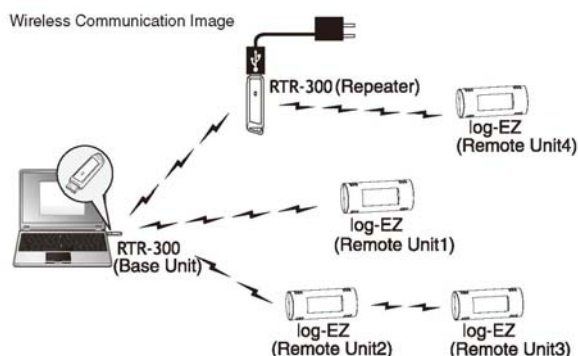 Wireless Communication Image
RTR-300 (Repeater)
log-EZ
(Remote Unit4)
log-EZ
(Remote Unit1)
RTR-300
(Base Unit)
log-EZ
(Remote Unit2)
log-EZ
(Remote Unit3)